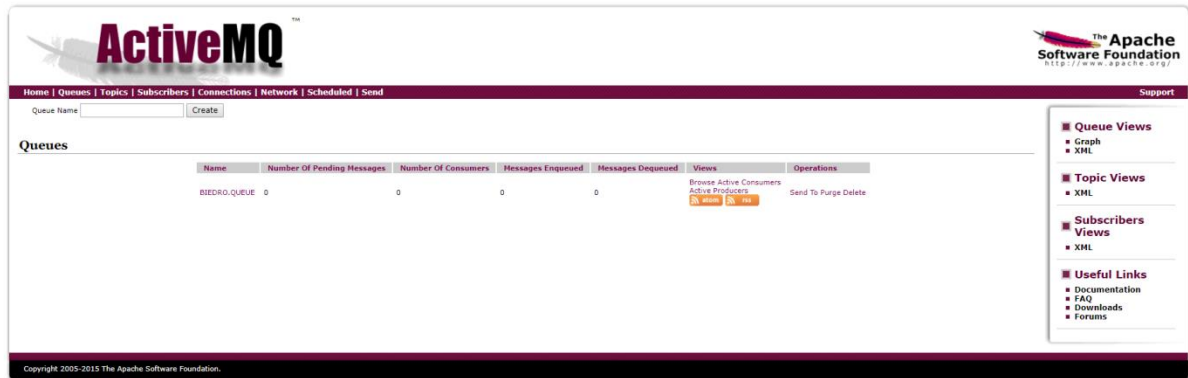 ActiveMQ
TM
The Apache
Software Foundation
http://www.apache.org/
Home | Queues | Topics | Subscribers | Connections | Network | Scheduled | Send
Support
Queue Name
Create
Queues
Name Number Of Pending Messages Number Of Consumers Messages Enqueued Messages Dequeued Views Operations
BIEDRO.QUEUE 0 0 0 0 Browse Active Consumers
Active Producers
atom rss
Send To Purge Delete
Queue Views
Graph
XML
Topic Views
XML
Subscribers
Views
XML
Useful Links
Documentation
FAQ
Downloads
Forums
Copyright 2005-2015 The Apache Software Foundation.